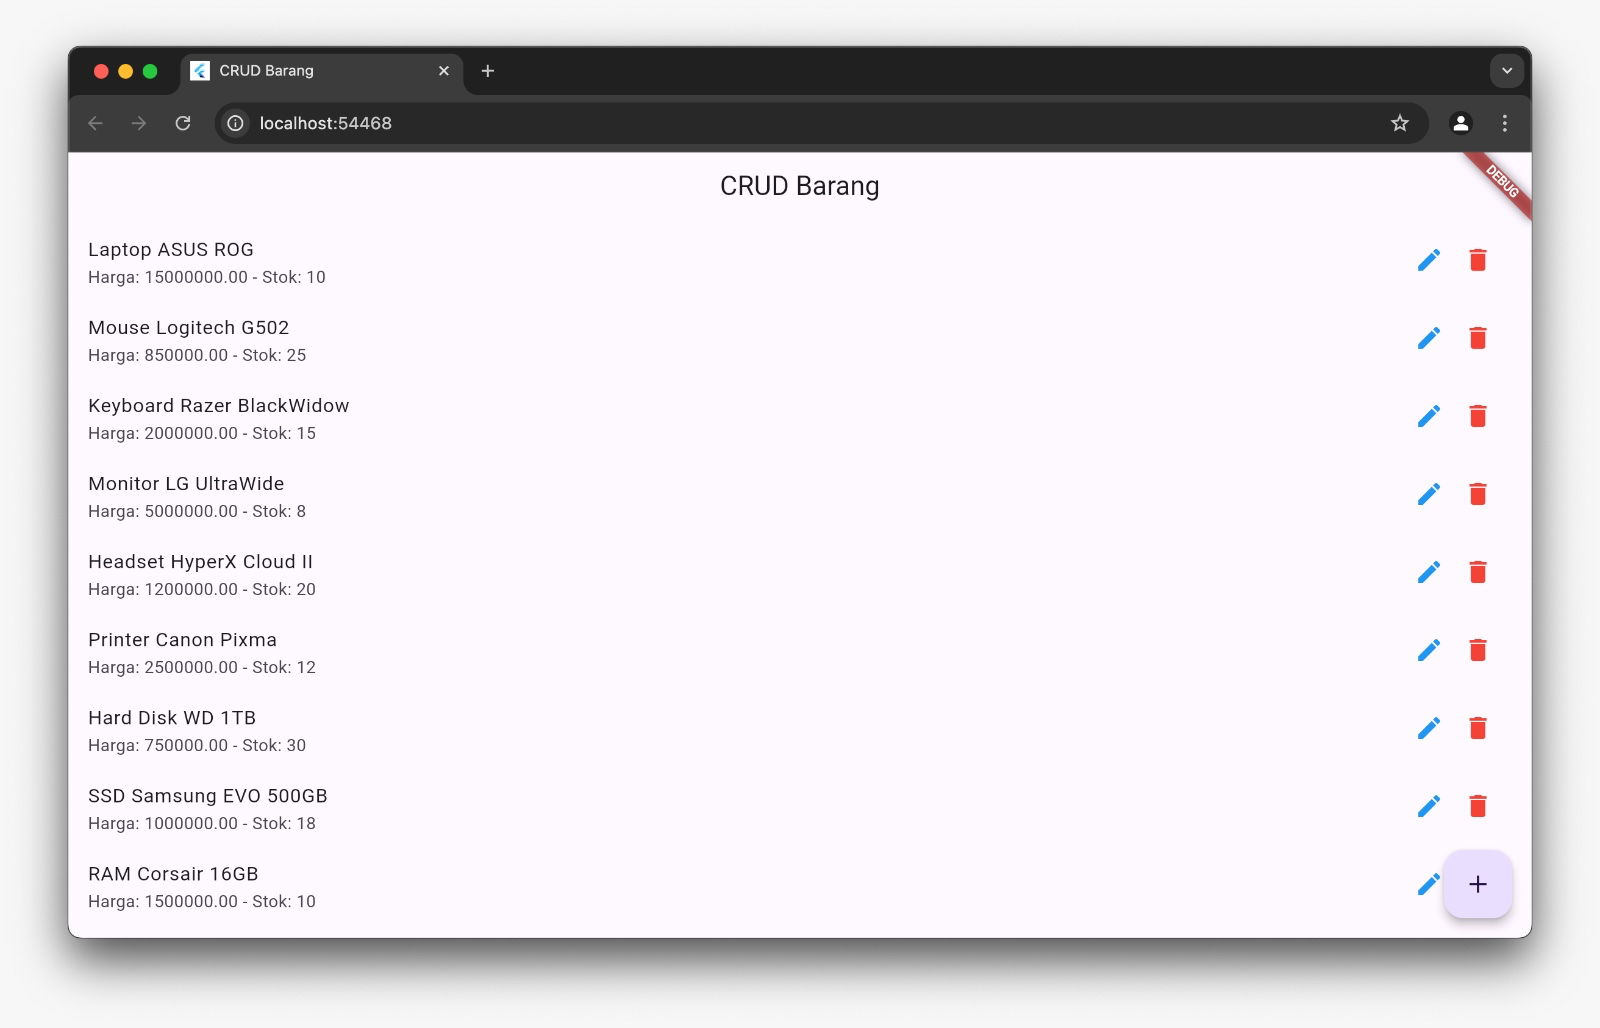 CRUD Barang
localhost:54468
CRUD Barang
DEBUG
Laptop ASUS ROG
Harga: 15000000.00 - Stok: 10
Mouse Logitech G502
Harga: 850000.00 - Stok: 25
Keyboard Razer BlackWidow
Harga: 2000000.00 - Stok: 15
Monitor LG UltraWide
Harga: 5000000.00 - Stok: 8
Headset HyperX Cloud II
Harga: 1200000.00 - Stok: 20
Printer Canon Pixma
Harga: 2500000.00 - Stok: 12
Hard Disk WD 1TB
Harga: 750000.00 - Stok: 30
SSD Samsung EVO 500GB
Harga: 1000000.00 - Stok: 18
RAM Corsair 16GB
Harga: 1500000.00 - Stok: 10